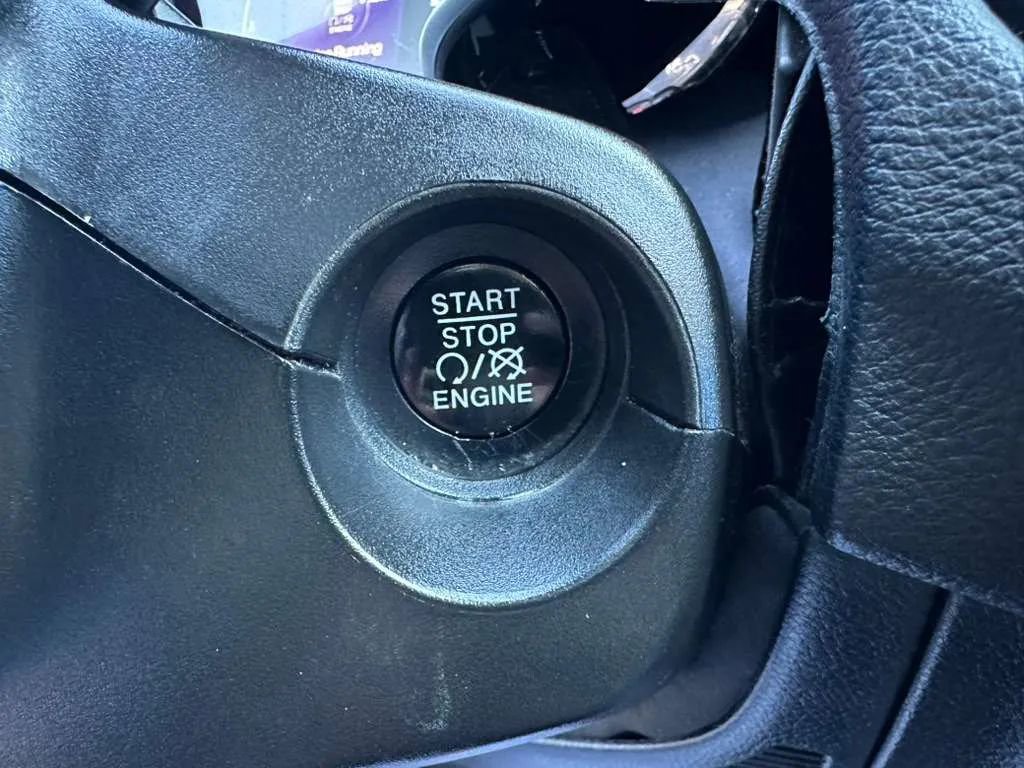 Running
START
STOP
/
ENGINE